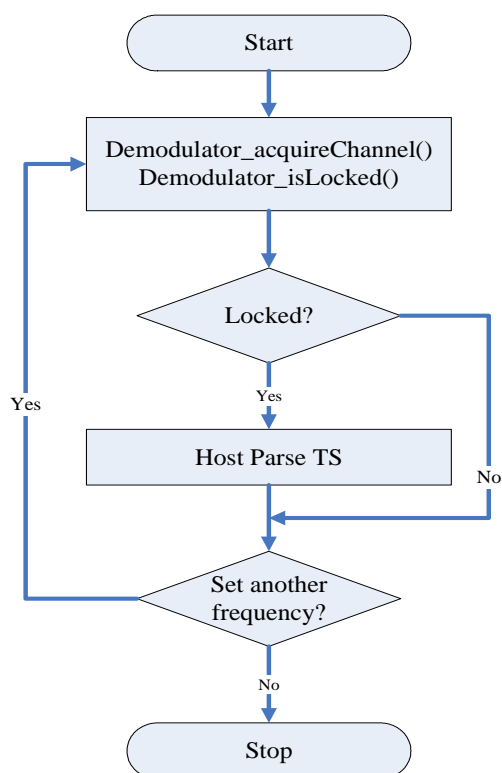 Start
Demodulator_acquireChannel()
Demodulator_isLocked()
Locked?
Yes
Yes
Host Parse TS
No
Set another
frequency?
No
Stop